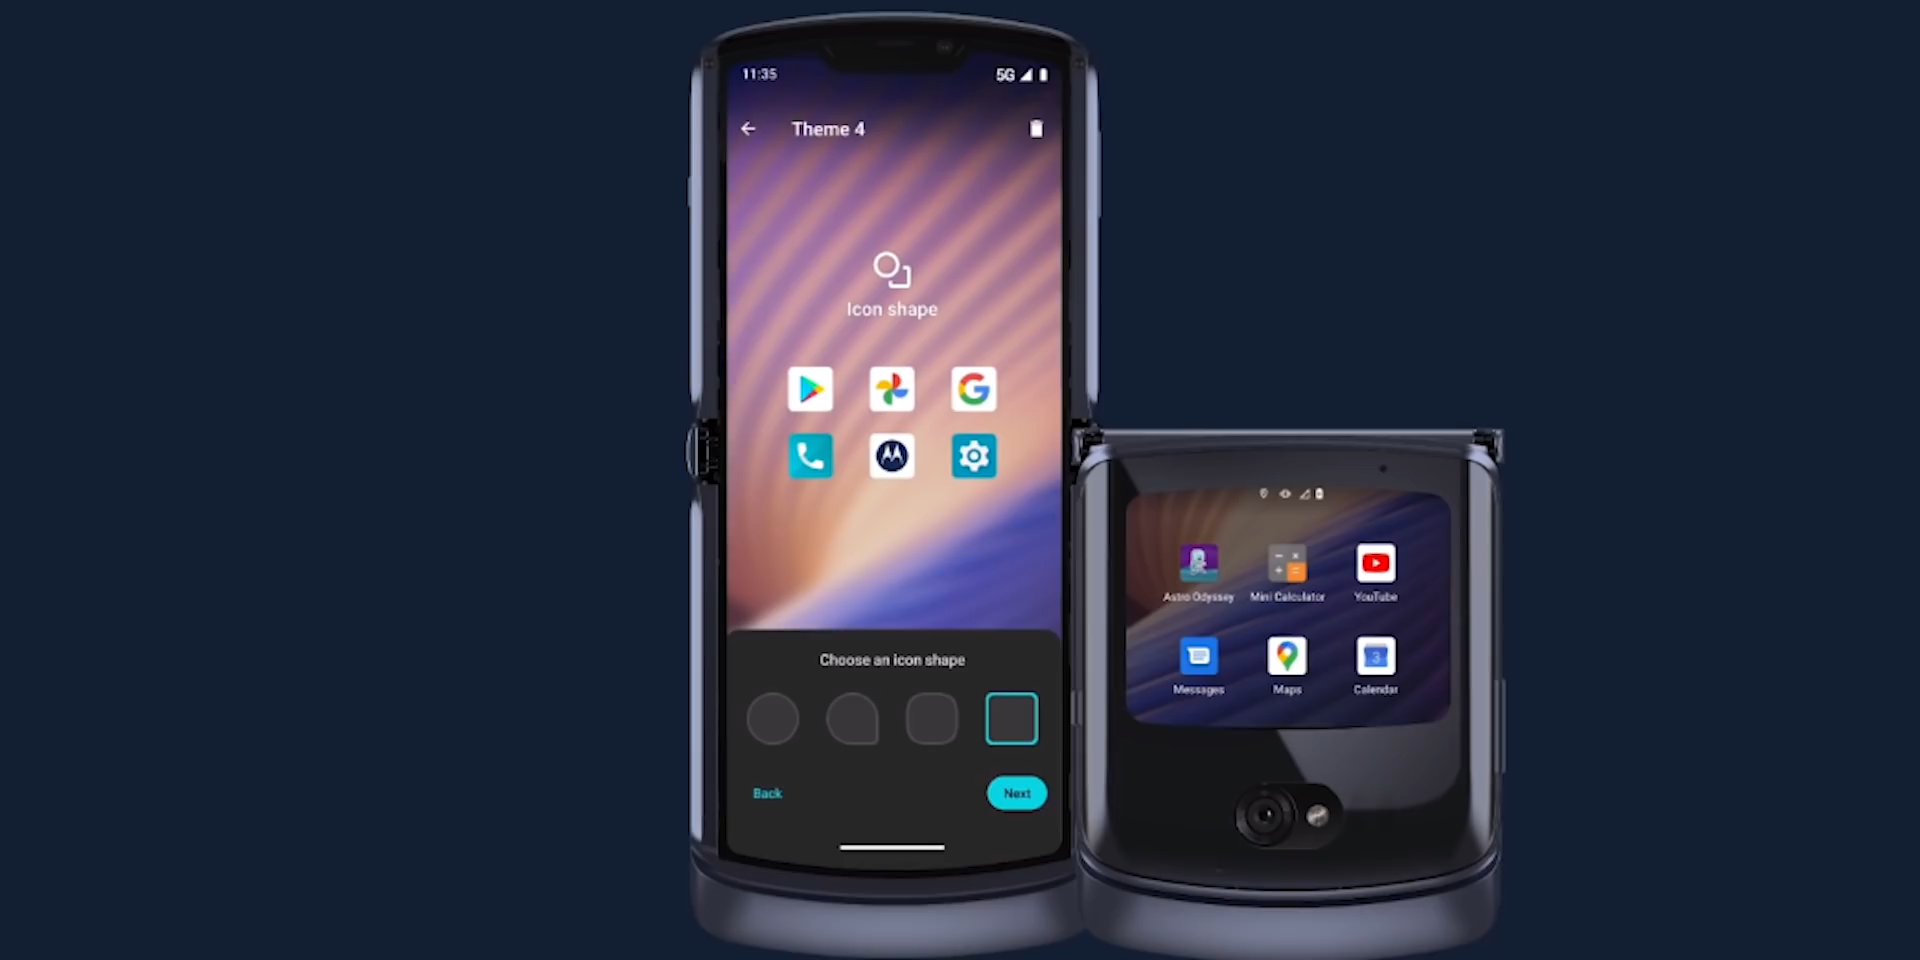 11:35
5G
Theme 4
Icon shape
Choose an icon shape
Back
Next
Astro Odyssey
Mini Calculator
YouTube
3
Messages
Maps
Calendar